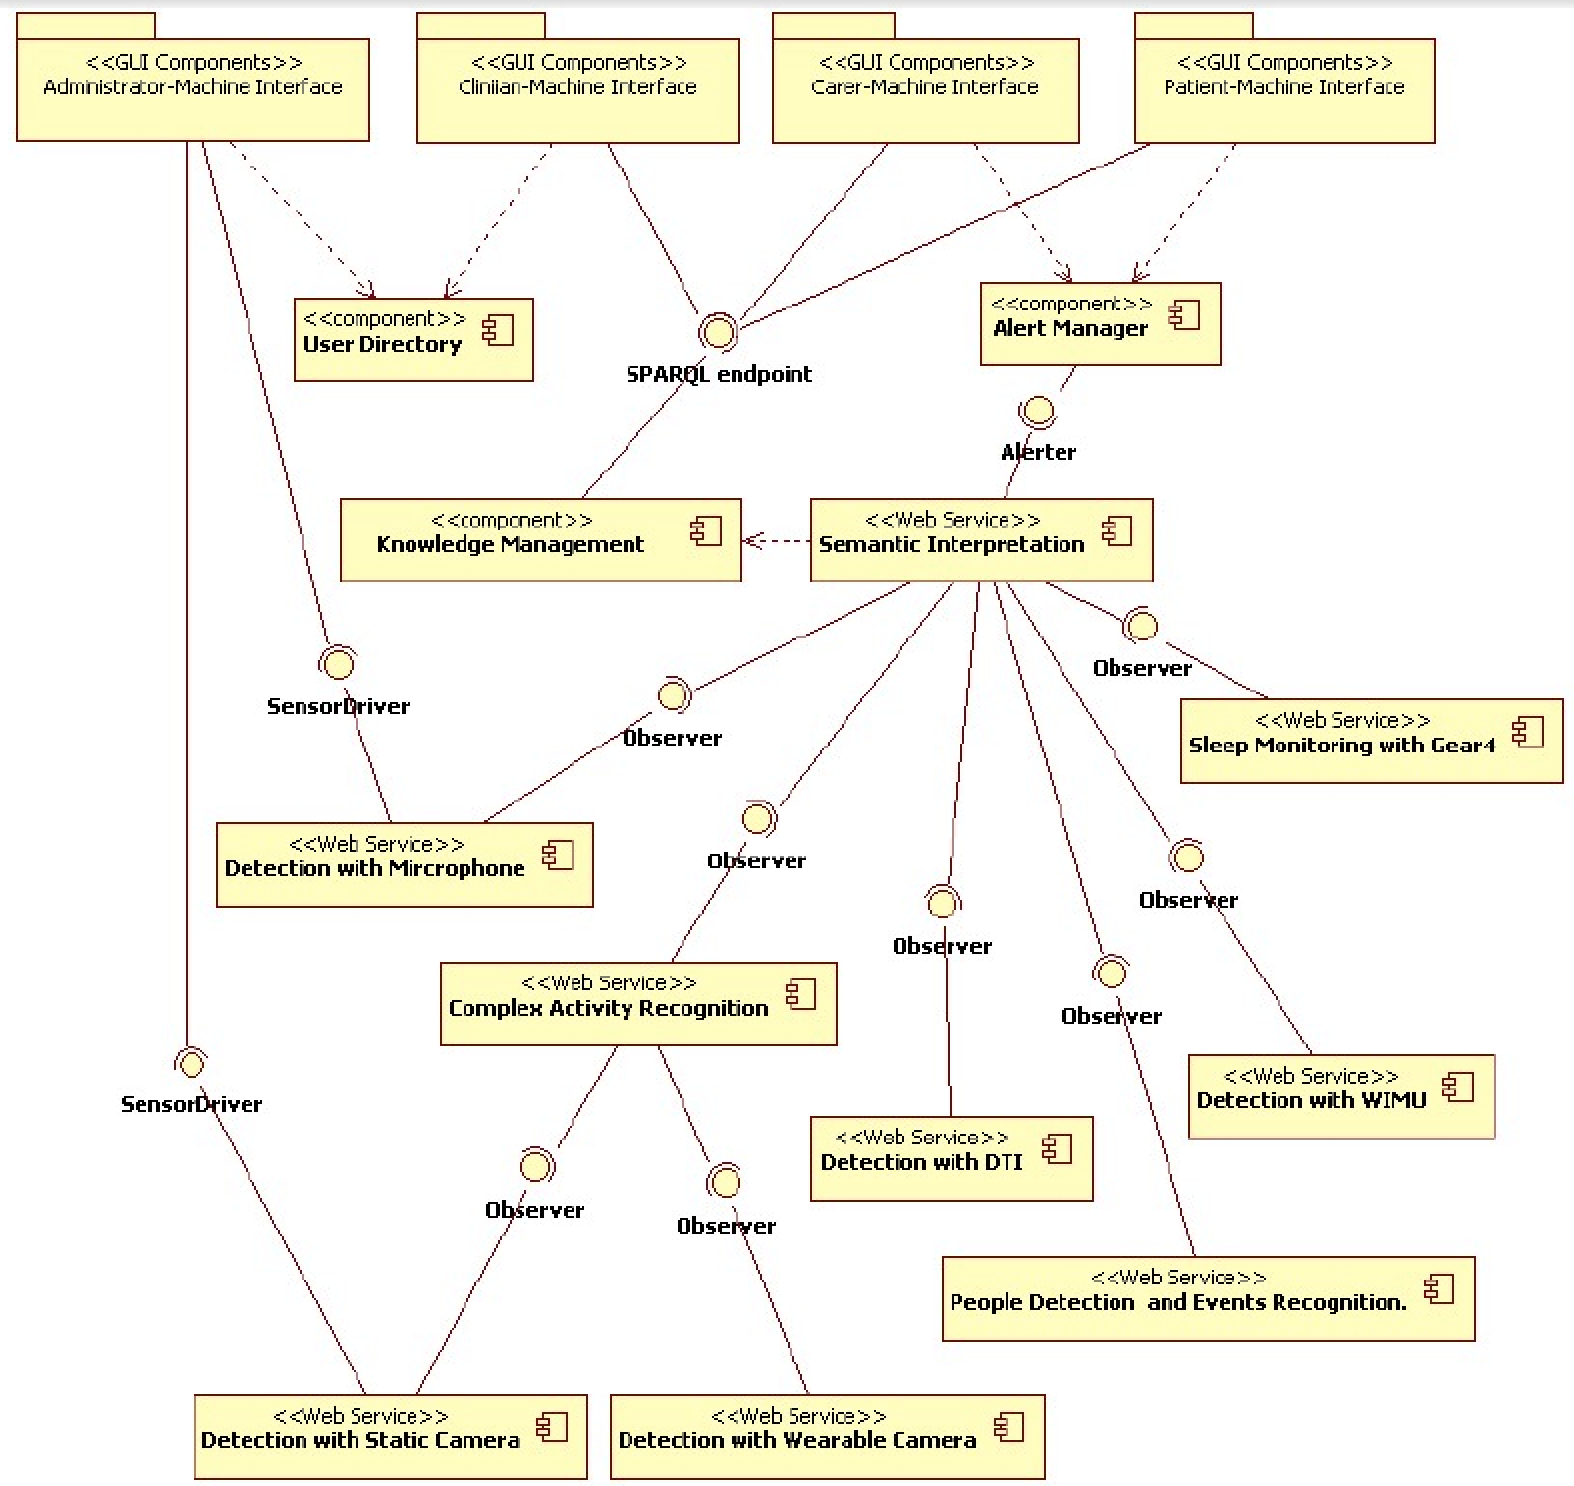 <<GUI Components>>
Administrator-Machine Interface
<<GUI Components>>
Cliniian-Machine Interface
<<GUI Components>>
Carer-Machine Interface
<<GUI Components>>
Patient-Machine Interface
<<component>>
User Directory
SPARQL endpoint
<<component>>
Alert Manager
Alerter
<<component>>
Knowledge Management
<<Web Service>>
Semantic Interpretation
Observer
SensorDriver
Observer
<<Web Service>>
Sleep Monitoring with Gear4
<<Web Service>>
Detection with Mircrophone
Observer
Observer
Observer
<<Web Service>>
Complex Activity Recognition
Observer
SensorDriver
<<Web Service>>
Detection with WIMU
<<Web Service>>
Detection with DTI
Observer
Observer
<<Web Service>>
People Detection  and Events Recognition.
<<Web Service>>
Detection with Static Camera
<<Web Service>>
Detection with Wearable Camera